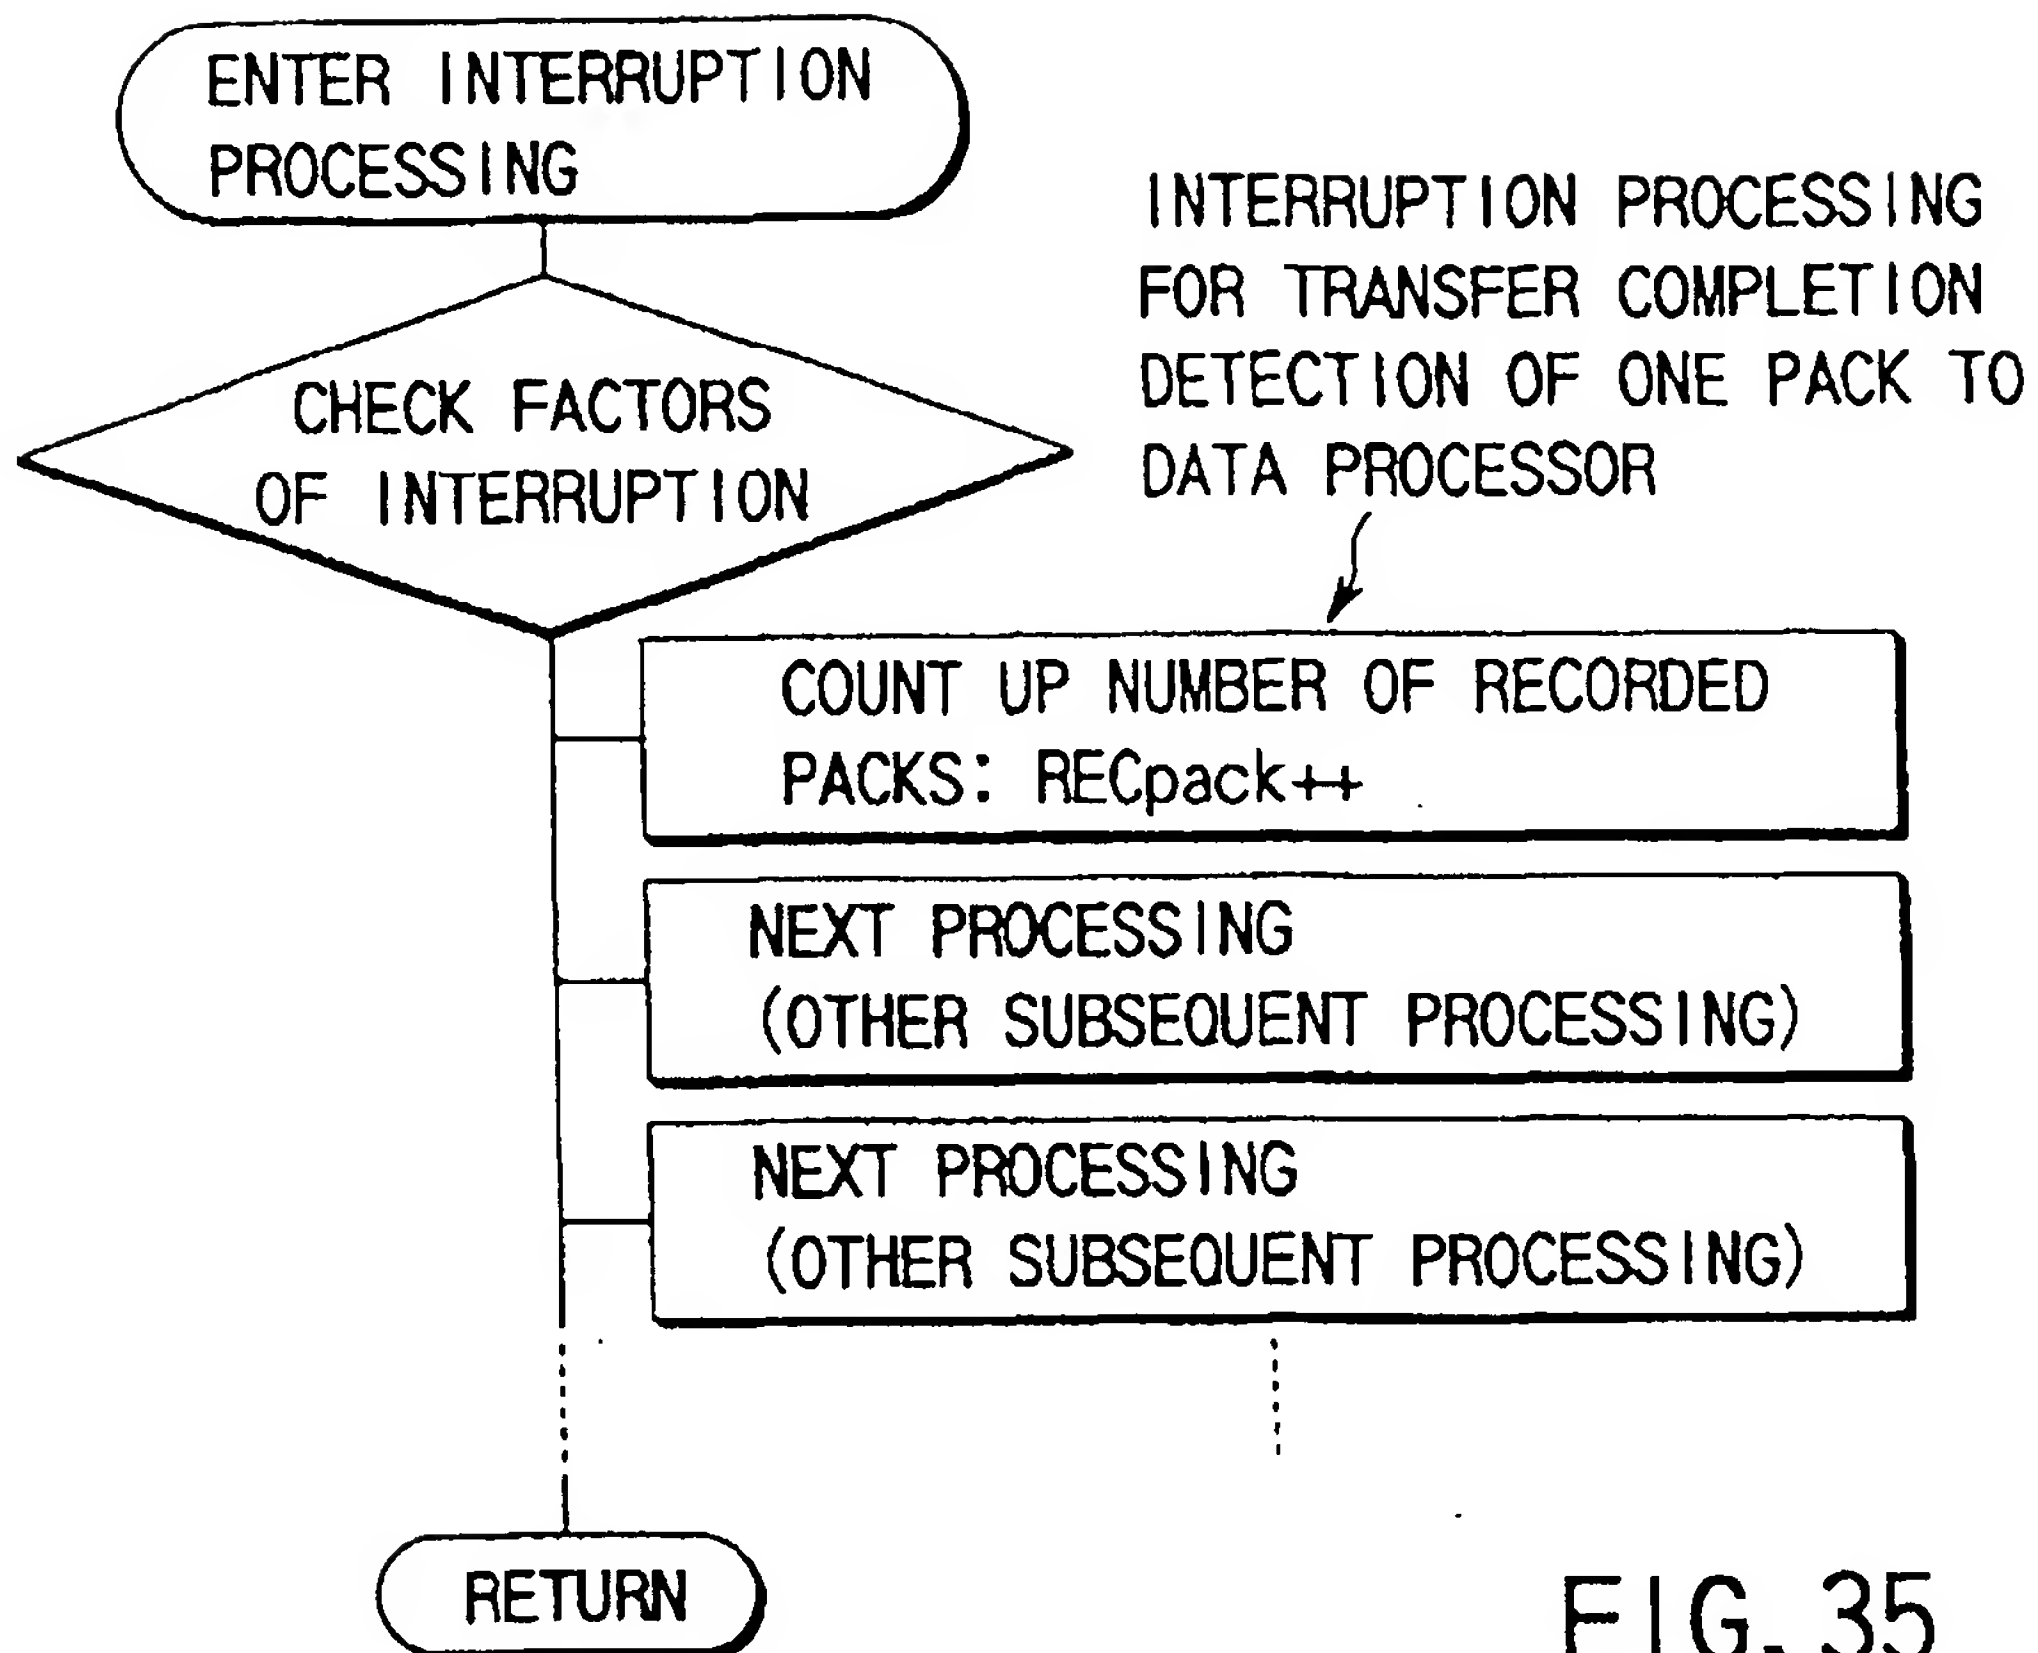 ENTER INTERRUPTION
PROCESSING
CHECK FACTORS
OF INTERRUPTION
INTERRUPTION PROCESSING
FOR TRANSFER COMPLETION
DETECTION OF ONE PACK TO
DATA PROCESSOR
COUNT UP NUMBER OF RECORDED
PACKS: RECpack++
NEXT PROCESSING
(OTHER SUBSEQUENT PROCESSING)
NEXT PROCESSING
(OTHER SUBSEQUENT PROCESSING)
RETURN
FIG. 35